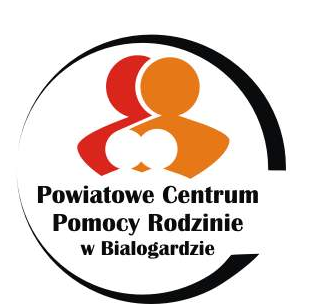 Powiatowe Centrum
Pomocy Rodzinie
w Bialogardzie